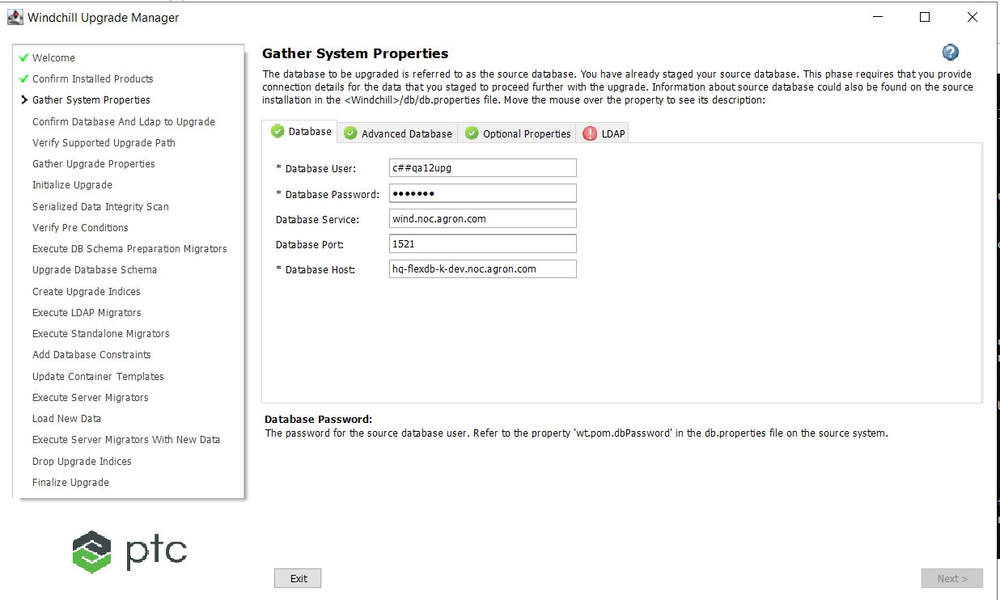 Windchill Upgrade Manager
Welcome
Confirm Installed Products
Gather System Properties
Confirm Database And Ldap to Upgrade
Verify Supported Upgrade Path
Gather Upgrade Properties
Initialize Upgrade
Serialized Data Integrity Scan
Verify Pre Conditions
Execute DB Schema Preparation Migrators
Upgrade Database Schema
Create Upgrade Indices
Execute LDAP Migrators
Execute Standalone Migrators
Add Database Constraints
Update Container Templates
Execute Server Migrators
Load New Data
Execute Server Migrators With New Data
Drop Upgrade Indices
Finalize Upgrade
ptc
Gather System Properties
The database to be upgraded is referred to as the source database. You have already staged your source database. This phase requires that you provide
connection details for the data that you staged to proceed further with the upgrade. Information about source database could also be found on the source
installation in the <Windchill>/db/db.properties file. Move the mouse over the property to see its description:
Database Advanced Database Optional Properties LDAP
* Database User: c##qa12upg
* Database Password: •••••••
Database Service: wind.noc.agron.com
Database Port: 1521
* Database Host: hq-flexdb-k-dev.noc.agron.com
Database Password:
The password for the source database user. Refer to the property 'wt.pom.dbPassword' in the db.properties file on the source system.
Exit Next >